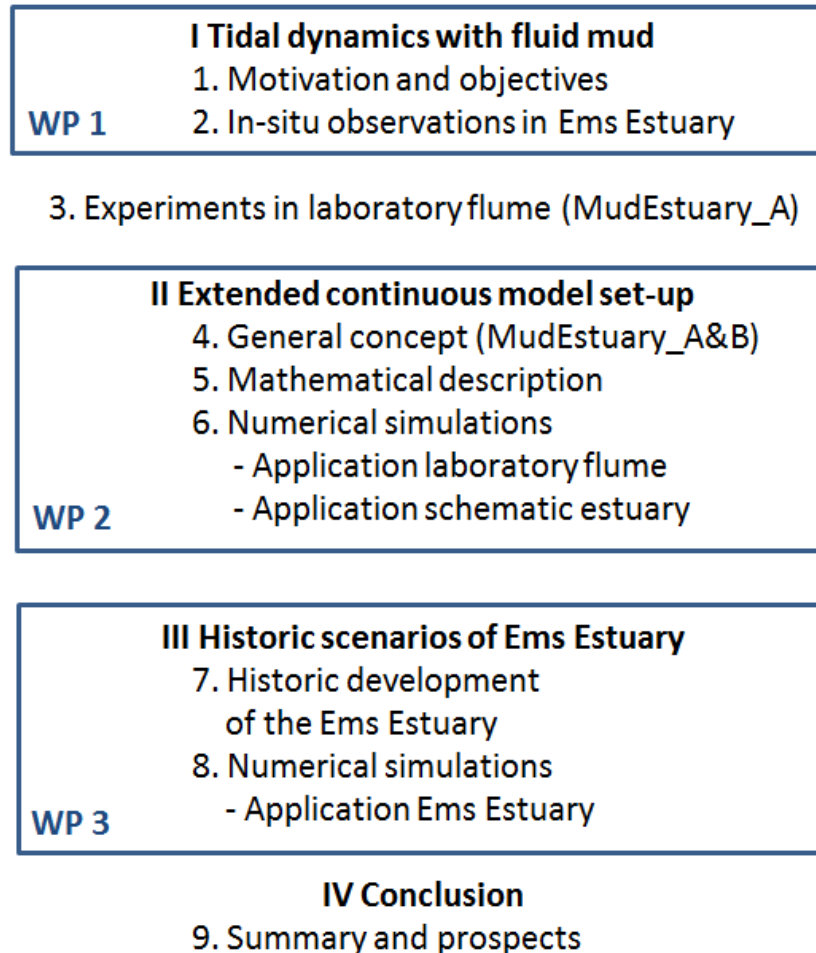 I Tidal dynamics with fluid mud
1. Motivation and objectives
WP 1
2. In-situ observations in Ems Estuary
3. Experiments in laboratory flume (MudEstuary_A)
II Extended continuous model set-up
4. General concept (MudEstuary_A&B)
5. Mathematical description
6. Numerical simulations
- Application laboratory flume
- Application schematic estuary
WP 2
III Historic scenarios of Ems Estuary
7. Historic development
of the Ems Estuary
8. Numerical simulations
- Application Ems Estuary
WP 3
IV Conclusion
9. Summary and prospects